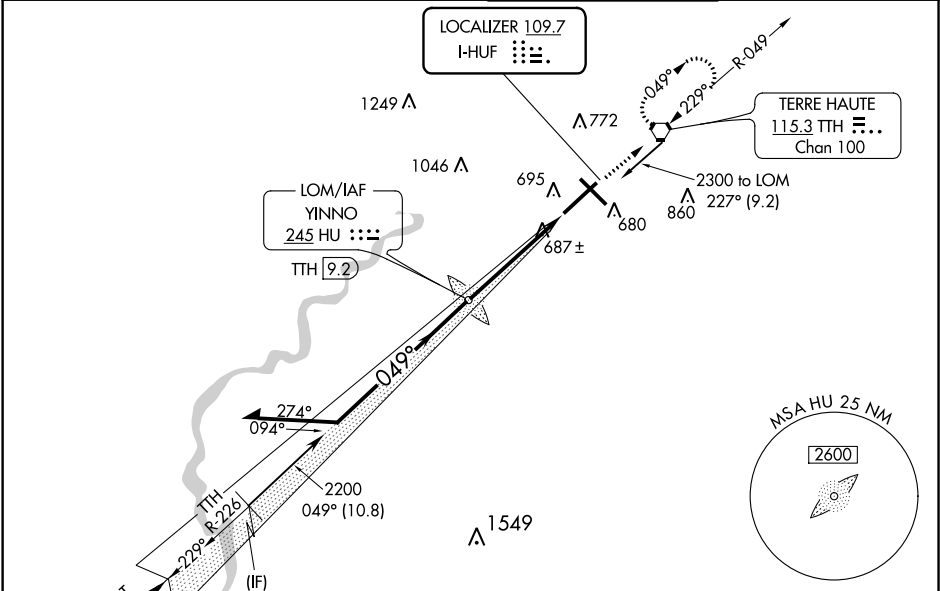 LOCALIZER 109.7
I-HUF
R-049
049°
229°
TERRE HAUTE
115.3 TTH
Chan 100
1249
772
1046
695
2300 to LOM
227° (9.2)
860
680
687 ±
LOM/IAF
YINNO
245 HU
TTH 9.2
049°
274°
094°
MSA HU 25 NM
2600
2200
049° (10.8)
TTH
R-226
229°
1549
(IF)